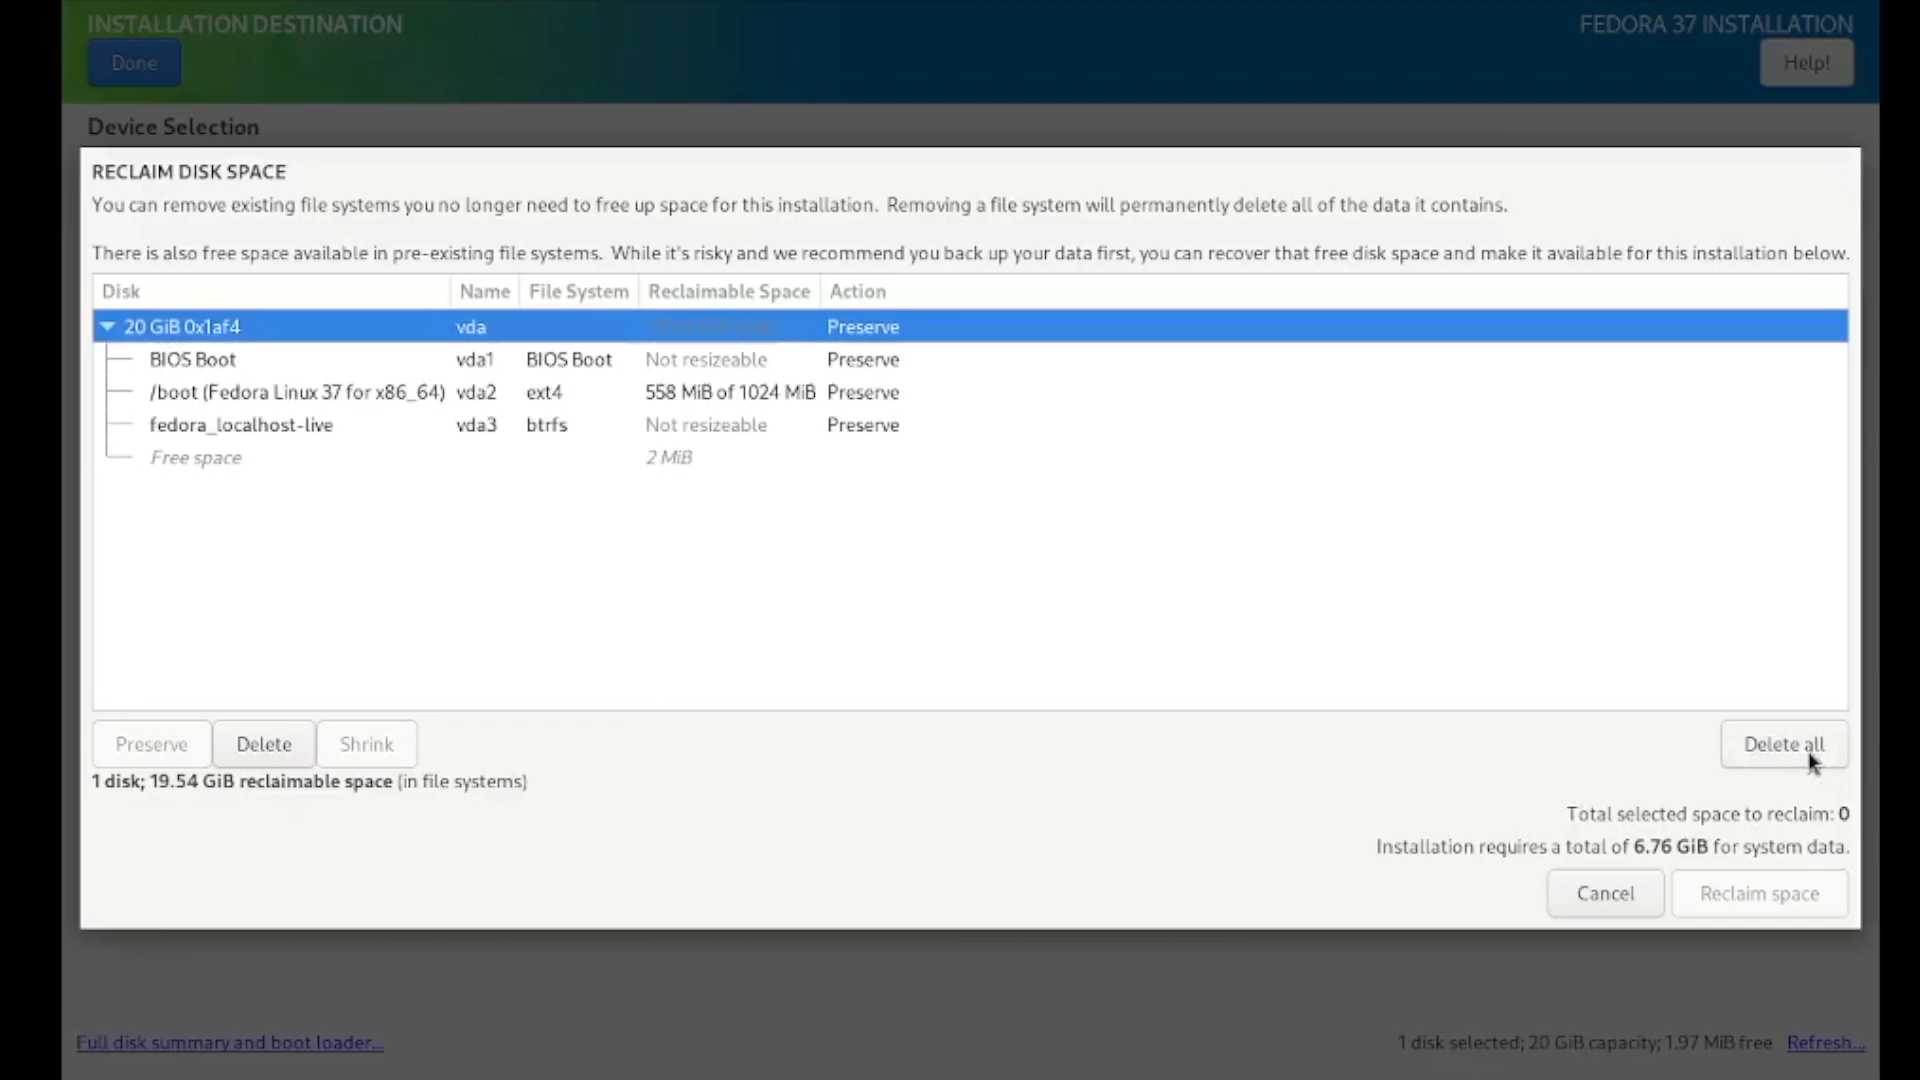 INSTALLATION DESTINATION
FEDORA 37 INSTALLATION
Done
Help!
Device Selection
RECLAIM DISK SPACE
You can remove existing file systems you no longer need to free up space for this installation. Removing a file system will permanently delete all of the data it contains.
There is also free space available in pre-existing file systems. While it's risky and we recommend you back up your data first, you can recover that free disk space and make it available for this installation below.
Disk Name File System Reclaimable Space Action
20 GiB 0x1af4 vda Preserve
BIOS Boot vda1 BIOS Boot Not resizeable Preserve
/boot (Fedora Linux 37 for x86_64) vda2 ext4 558 MiB of 1024 MiB Preserve
fedora_localhost-live vda3 btrfs Not resizeable Preserve
Free space 2 MiB
Preserve Delete Shrink Delete all
1 disk; 19.54 GiB reclaimable space (in file systems)
Total selected space to reclaim: 0
Installation requires a total of 6.76 GiB for system data.
Cancel Reclaim space
Full disk summary and boot loader...
1 disk selected; 20 GiB capacity; 1.97 MiB free Refresh...